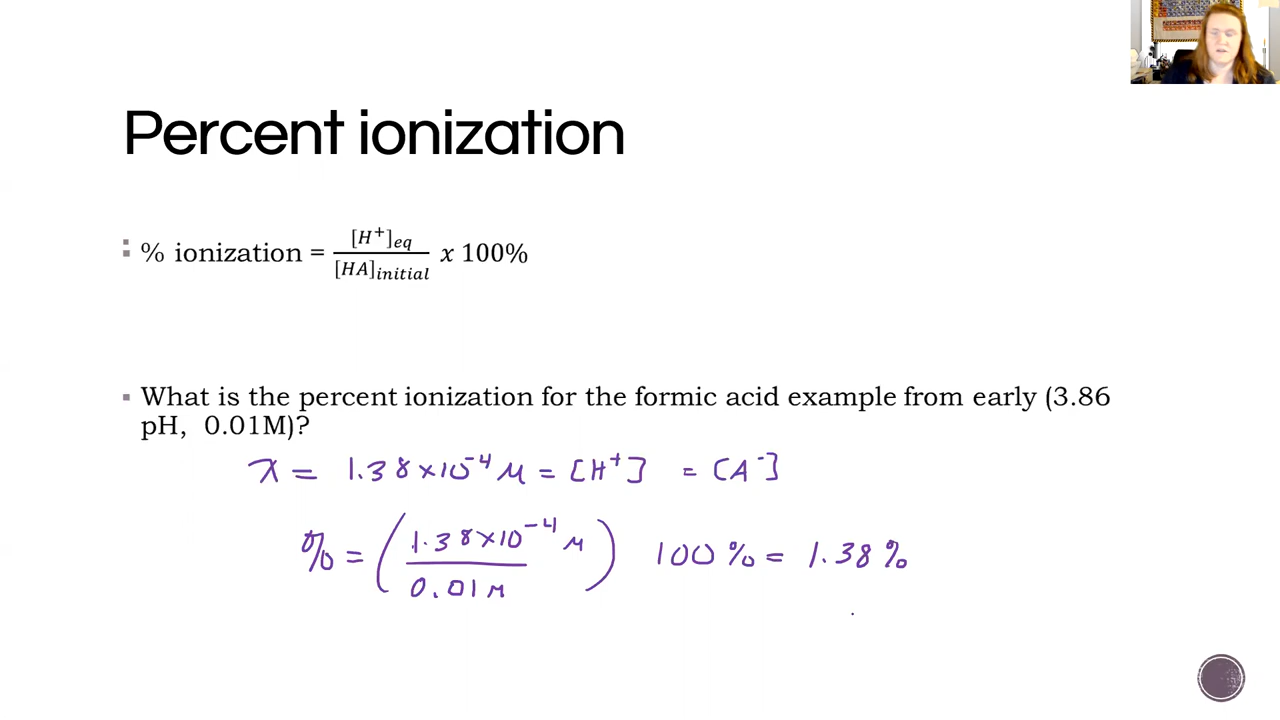 Percent ionization
% ionization = [H⁺]eq / [HA]initial x 100%
What is the percent ionization for the formic acid example from early (3.86
pH, 0.01M)?
x = 1.38×10⁻⁴ M = [H⁺] = [A⁻]
% = (1.38×10⁻⁴ M / 0.01 M) 100% = 1.38%